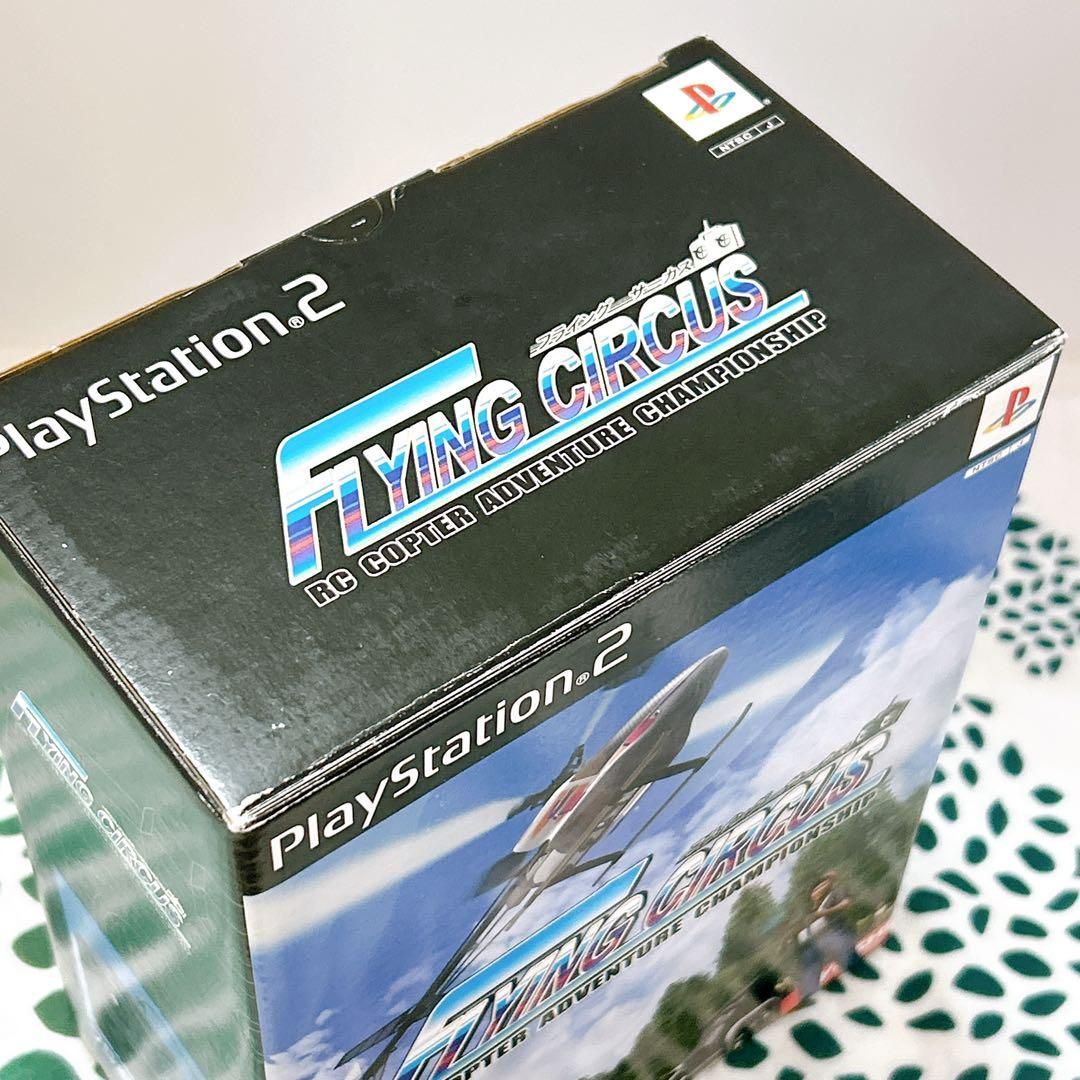 NTSC J
PlayStation®2
フライング サーカス
FLYING CIRCUS
RC COPTER ADVENTURE CHAMPIONSHIP
NTSC J
PlayStation®2
FLYING CIRCUS
COPTER ADVENTURE CHAMPIONSHIP
FLYING CIRCUS